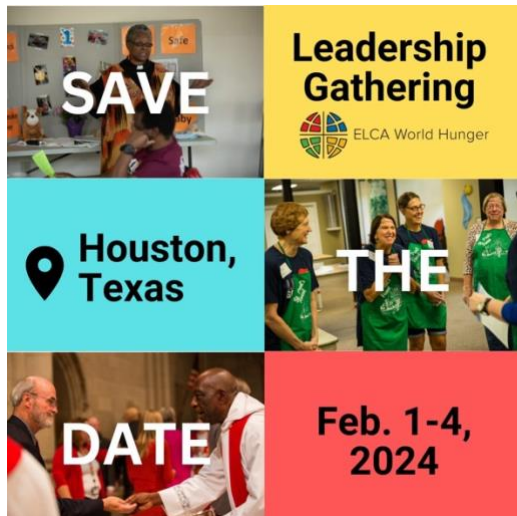 SAVE
Leadership
Gathering
ELCA World Hunger
Houston,
Texas
THE
DATE
Feb. 1-4,
2024